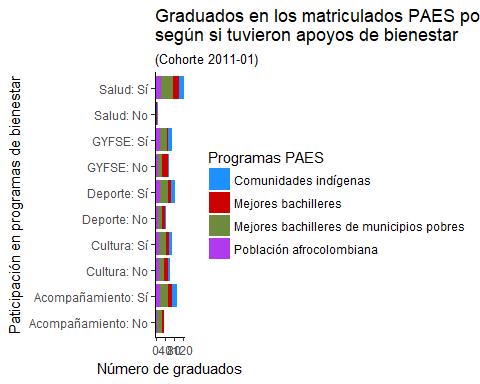 Graduados en los matriculados PAES po
según si tuvieron apoyos de bienestar
(Cohorte 2011-01)
Paticipación en programas de bienestar
Salud: Sí
Salud: No
GYFSE: Sí
GYFSE: No
Deporte: Sí
Deporte: No
Cultura: Sí
Cultura: No
Acompañamiento: Sí
Acompañamiento: No
Programas PAES
Comunidades indígenas
Mejores bachilleres
Mejores bachilleres de municipios pobres
Población afrocolombiana
Número de graduados